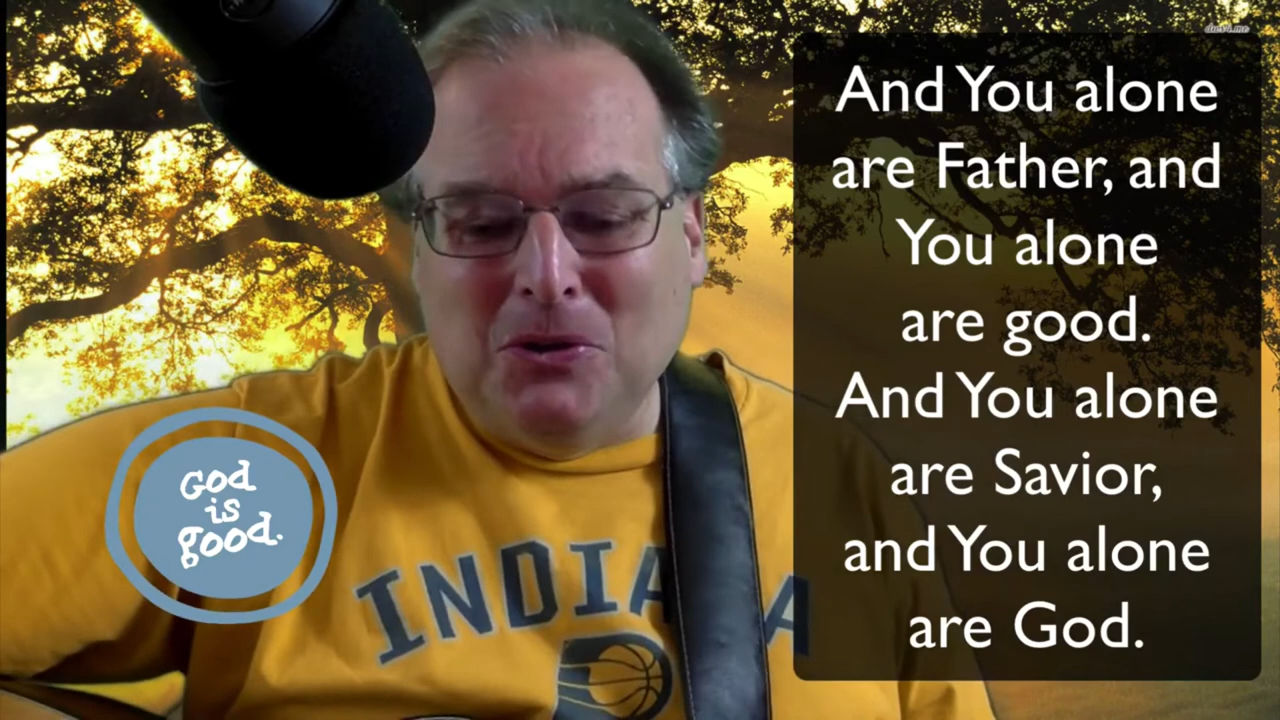 And You alone
are Father, and
You alone
are good.
And You alone
are Savior,
and You alone
are God.
God
is
good.